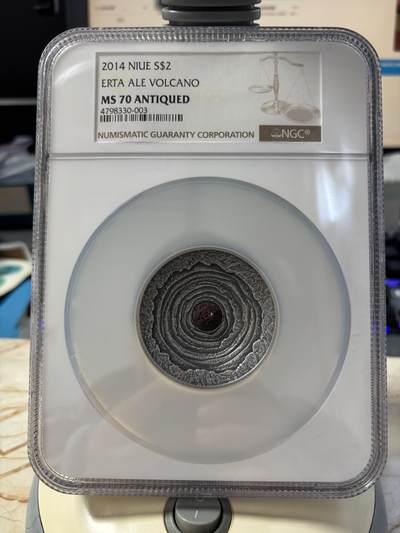 2014 NIUE S$2
ERTA ALE VOLCANO
MS 70 ANTIQUED
4798330-003
NUMISMATIC GUARANTY CORPORATION NGC®